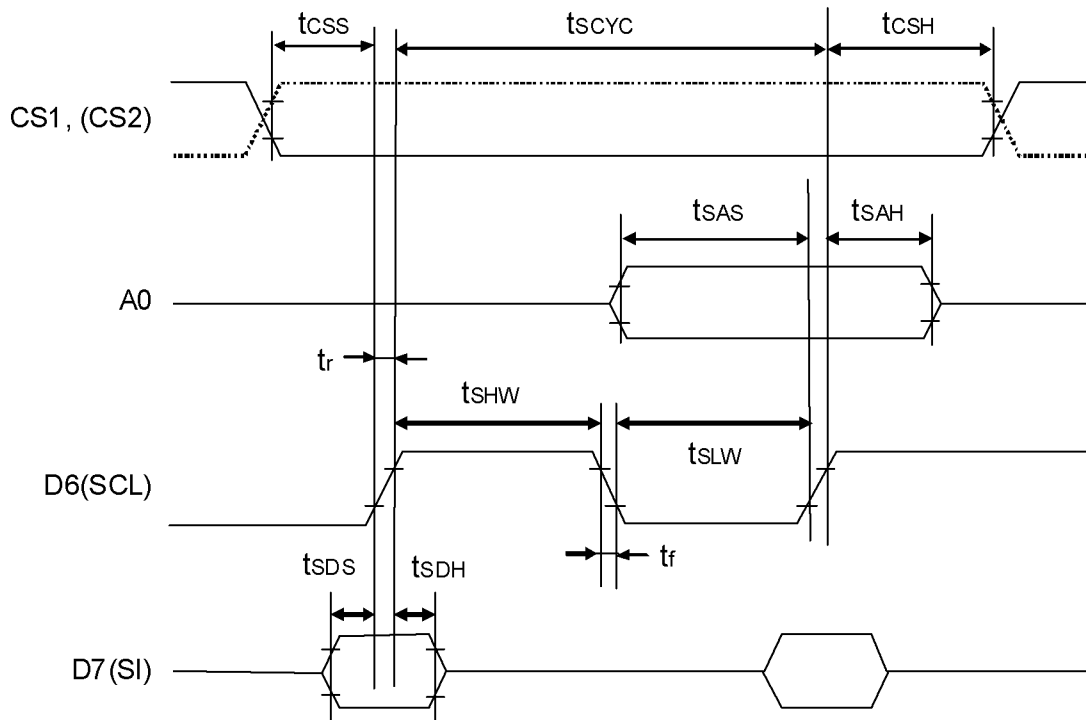 tCSS tSCYC tCSH
CS1, (CS2)
tSAS tSAH
A0
tr
tSHW
tSLW
D6(SCL)
tf
tSDS tSDH
D7(SI)